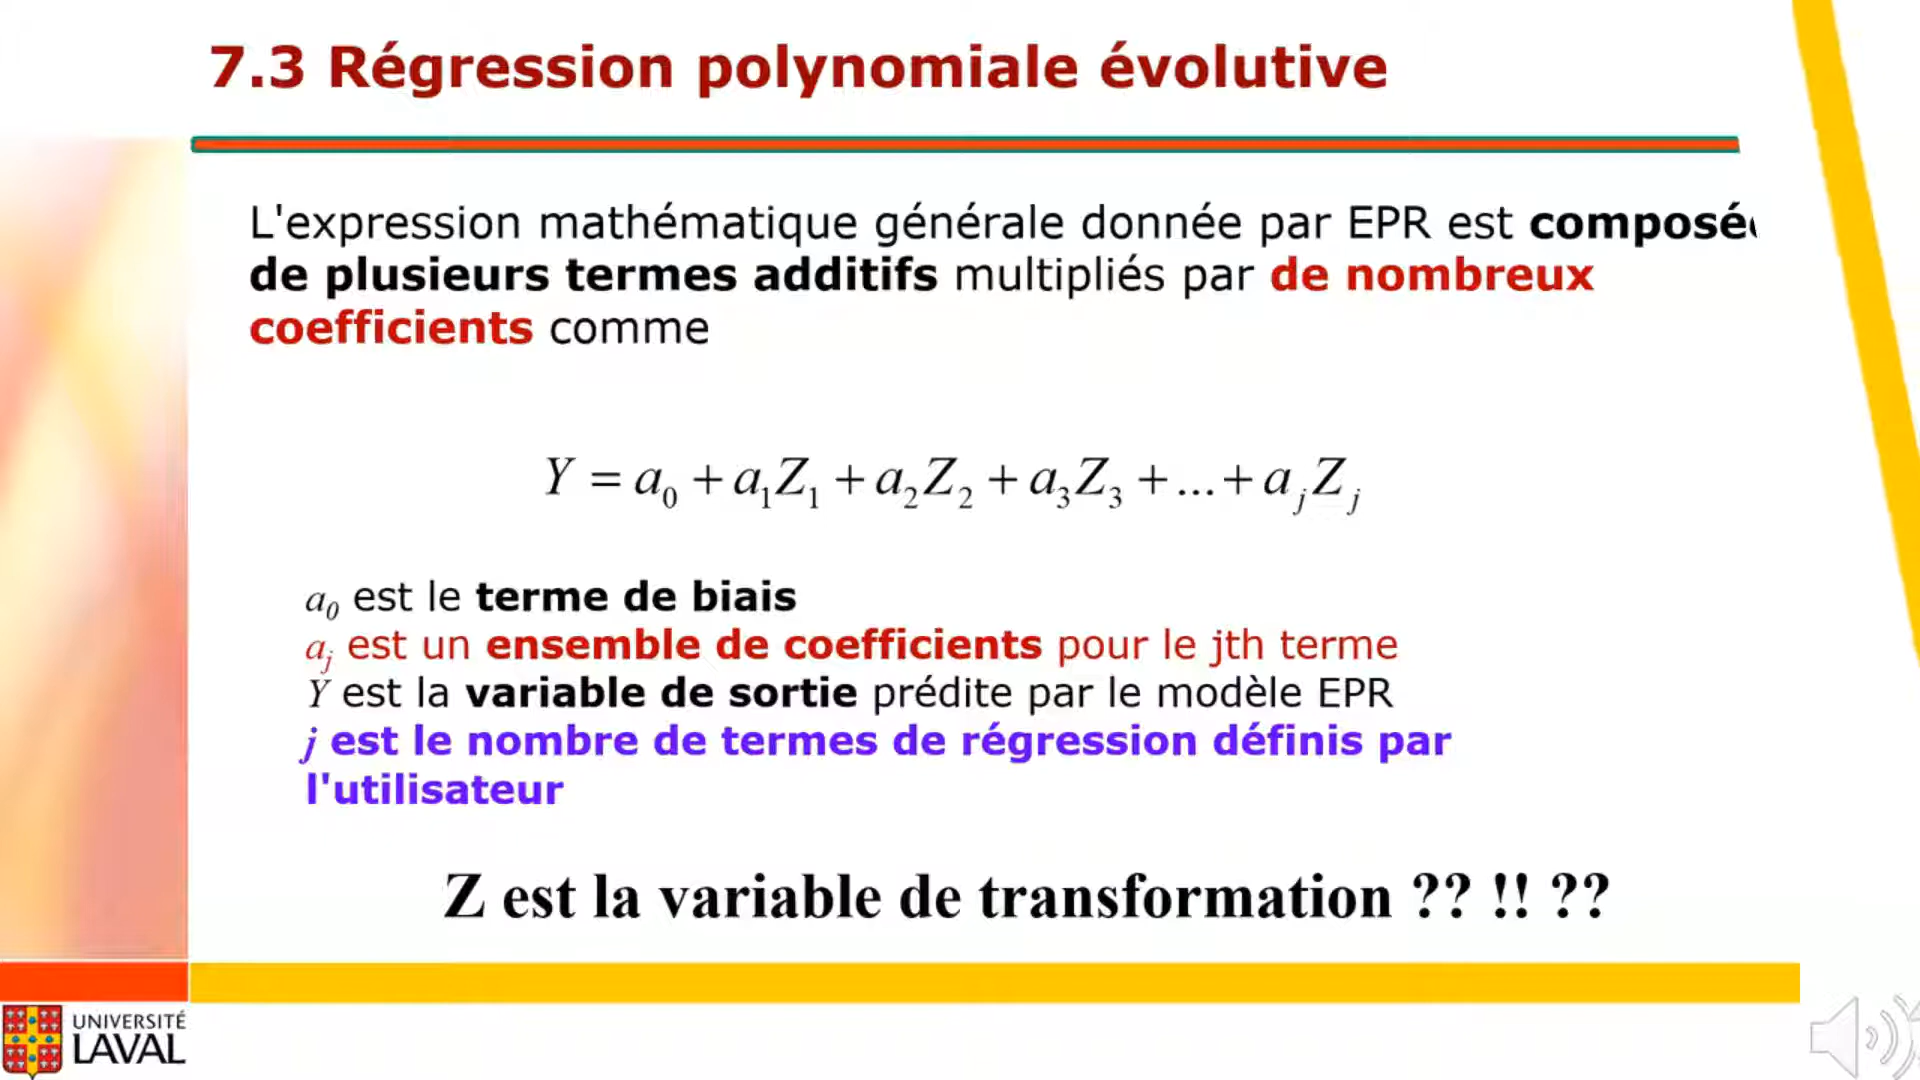 7.3 Régression polynomiale évolutive
L'expression mathématique générale donnée par EPR est composée
de plusieurs termes additifs multipliés par de nombreux
coefficients comme
Y = a₀ + a₁Z₁ + a₂Z₂ + a₃Z₃ + ... + aⱼZⱼ
a₀ est le terme de biais
aⱼ est un ensemble de coefficients pour le jth terme
Y est la variable de sortie prédite par le modèle EPR
j est le nombre de termes de régression définis par
l'utilisateur
Z est la variable de transformation ?? !! ??
UNIVERSITÉ
LAVAL